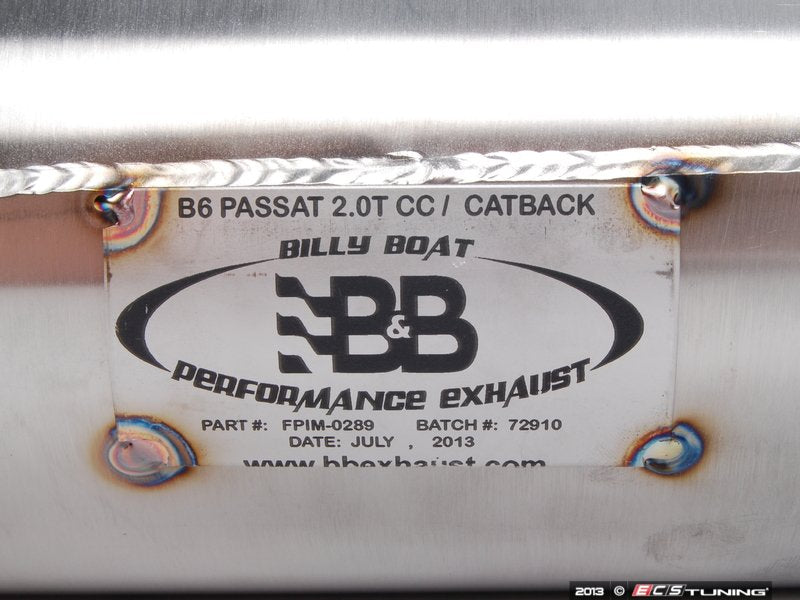 B6 PASSAT 2.0T CC / CATBACK
BILLY BOAT
B&B
PERFORMANCE EXHAUST
PART #: FPIM-0289 BATCH #: 72910
DATE: JULY , 2013
www.bbexhaust.com
2013 © ECS TUNING